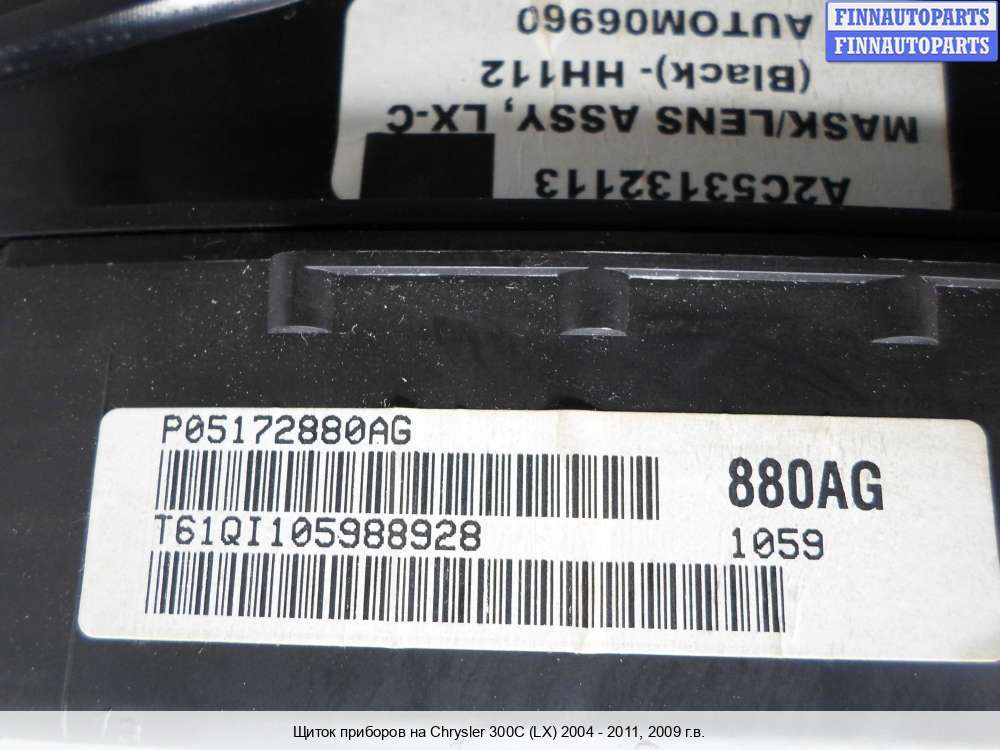 FINNAUTOPARTS
FINNAUTOPARTS
A2C53132113
MASK/LENS ASSY, LX-C
(Black)- HH112
AUTOM06960
P05172880AG
880AG
T61QI105988928
1059
Щиток приборов на Chrysler 300C (LX) 2004 - 2011, 2009 г.в.